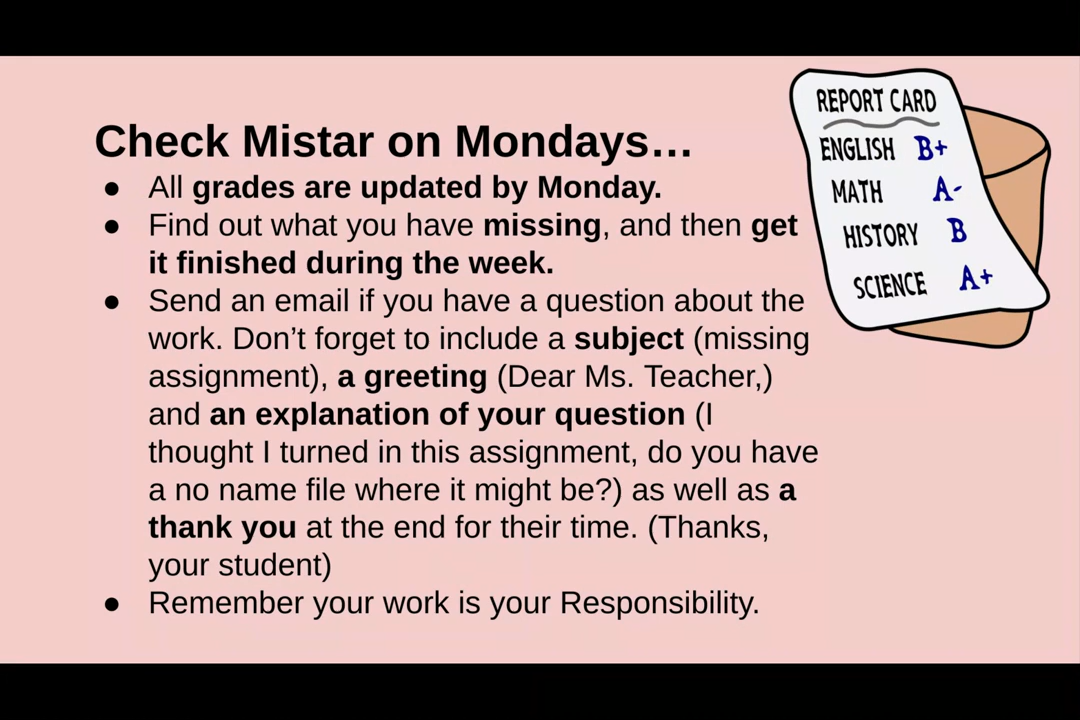 Check Mistar on Mondays…
● All grades are updated by Monday.
● Find out what you have missing, and then get
it finished during the week.
● Send an email if you have a question about the
work. Don’t forget to include a subject (missing
assignment), a greeting (Dear Ms. Teacher,)
and an explanation of your question (I
thought I turned in this assignment, do you have
a no name file where it might be?) as well as a
thank you at the end for their time. (Thanks,
your student)
● Remember your work is your Responsibility.
REPORT CARD
ENGLISH B+
MATH A-
HISTORY B
SCIENCE A+